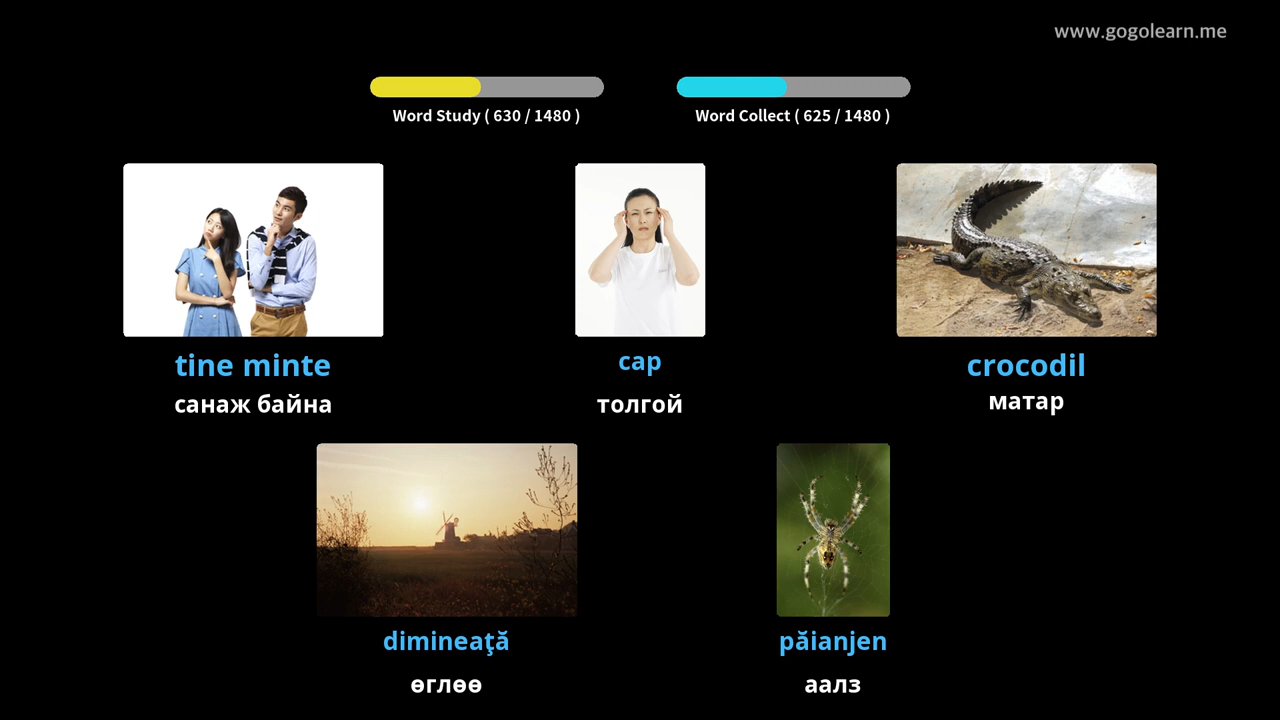 www.gogolearn.me
Word Study ( 630 / 1480 )
Word Collect ( 625 / 1480 )
tine minte
cap
crocodil
санаж байна
толгой
матар
dimineaţă
păianjen
өглөө
аалз